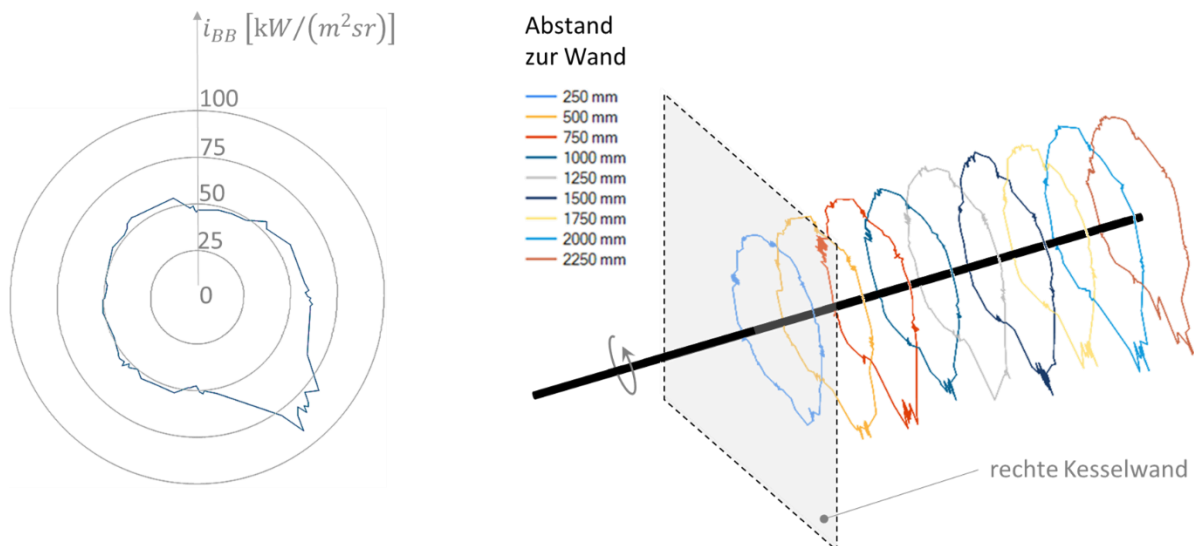 i_BB [kW/(m²sr)]
100
75
50
25
0
Abstand
zur Wand
250 mm
500 mm
750 mm
1000 mm
1250 mm
1500 mm
1750 mm
2000 mm
2250 mm
rechte Kesselwand